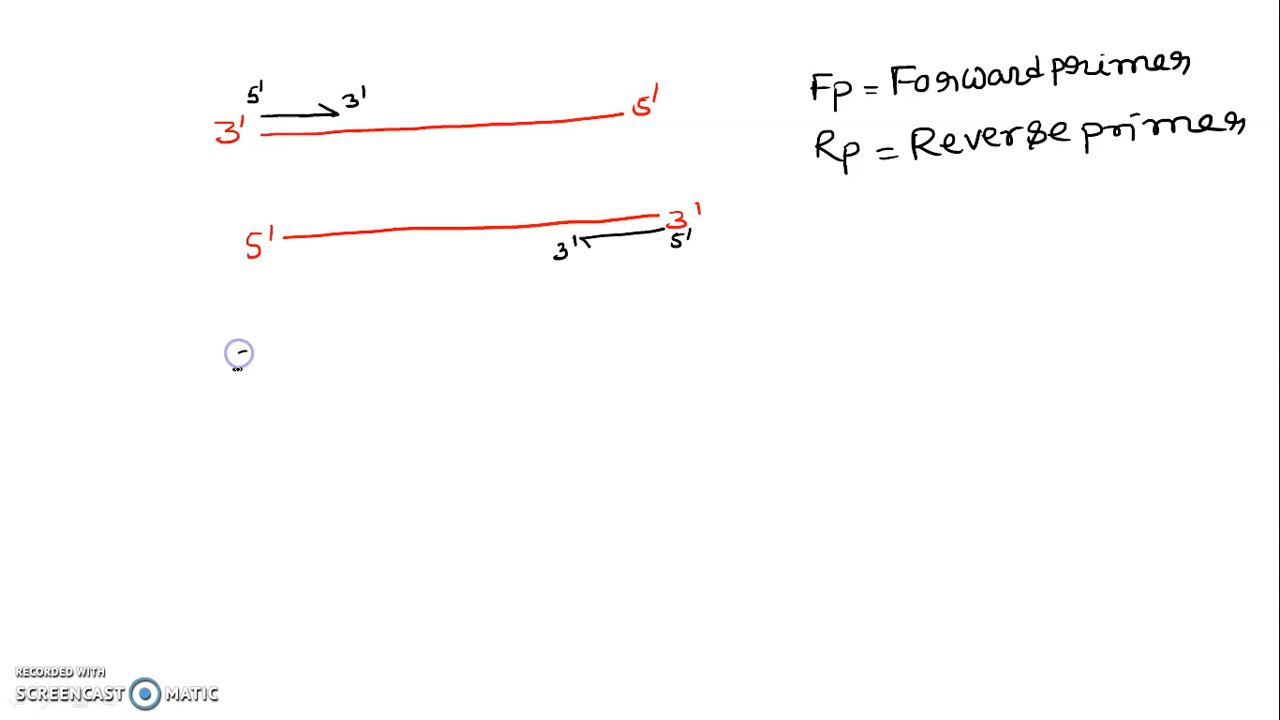 5' 3'
3' 5'
Fp = Forward primer
Rp = Reverse primer
5' 3'
3' 5'
RECORDED WITH
SCREENCAST MATIC